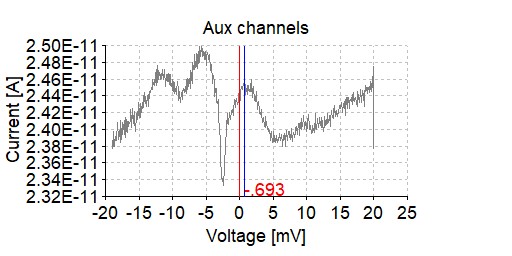 Aux channels
Current [A]
2.50E-11
2.48E-11
2.46E-11
2.44E-11
2.43E-11
2.40E-11
2.38E-11
2.36E-11
2.32E-11
2.31E-11
-.693
-20 -15 -10 -5 0 5 10 15 20 25
Voltage [mV]